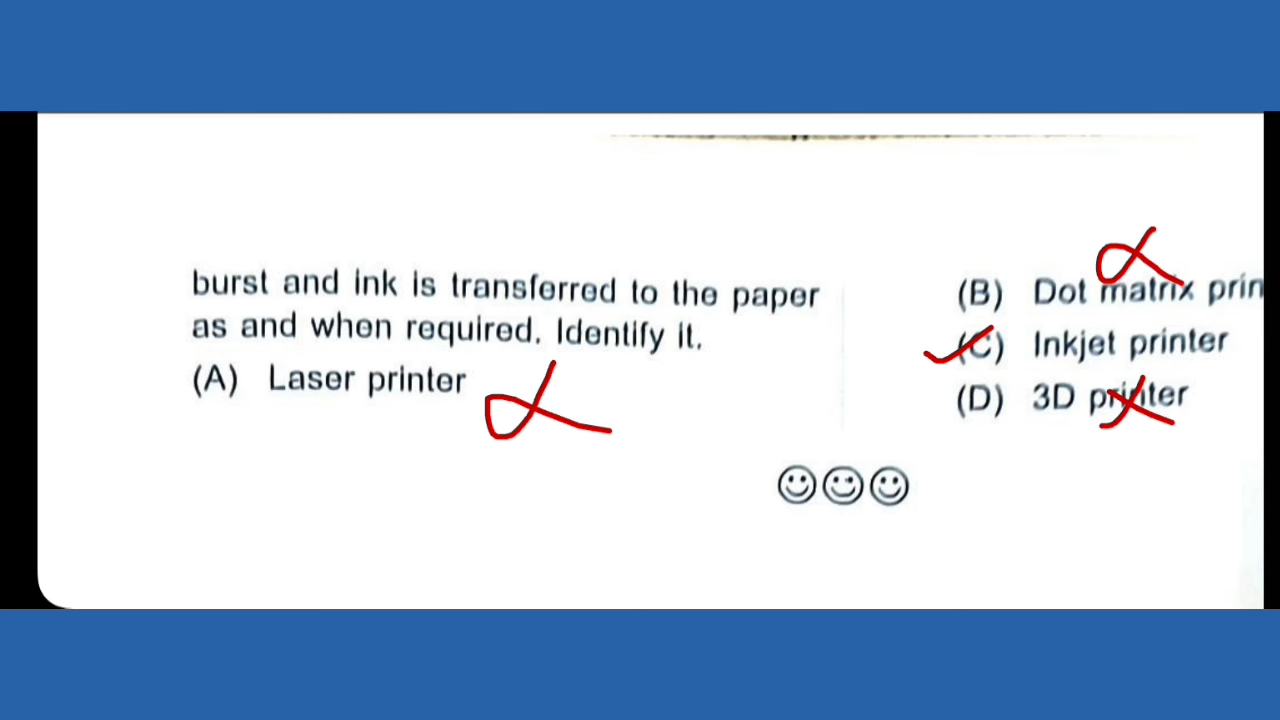 burst and ink is transferred to the paper
as and when required. Identify it.
(A) Laser printer
(B) Dot matrix prin
(C) Inkjet printer
(D) 3D printer